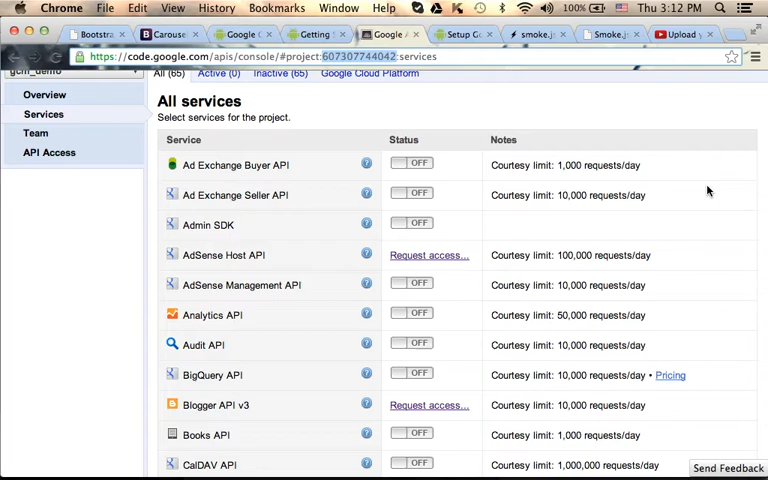 Chrome File Edit View History Bookmarks Window Help 100% Thu 3:12 PM
Bootstra Carouse Google C Getting Google A Setup Ge smoke.js Smoke.js Upload y
https://code.google.com/apis/console/#project:607307744042:services
gcm_demo All (65) Active (0) Inactive (65) Google Cloud Platform
Overview
Services
Team
API Access
All services
Select services for the project.
Service Status Notes
Ad Exchange Buyer API ? OFF Courtesy limit: 1,000 requests/day
Ad Exchange Seller API ? OFF Courtesy limit: 10,000 requests/day
Admin SDK ? OFF
AdSense Host API ? Request access... Courtesy limit: 100,000 requests/day
AdSense Management API ? OFF Courtesy limit: 10,000 requests/day
Analytics API ? OFF Courtesy limit: 50,000 requests/day
Audit API ? OFF Courtesy limit: 10,000 requests/day
BigQuery API ? OFF Courtesy limit: 10,000 requests/day • Pricing
Blogger API v3 ? Request access... Courtesy limit: 10,000 requests/day
Books API ? OFF Courtesy limit: 1,000 requests/day
CalDAV API ? OFF Courtesy limit: 1,000,000 requests/day
Send Feedback